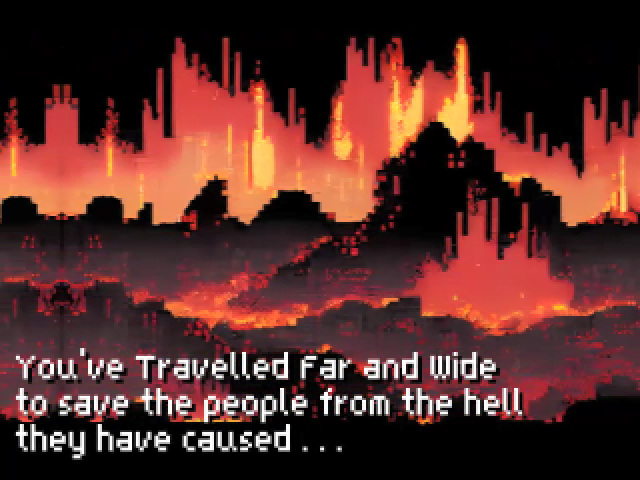 You've Travelled Far and Wide
to save the people from the hell
they have caused . . .